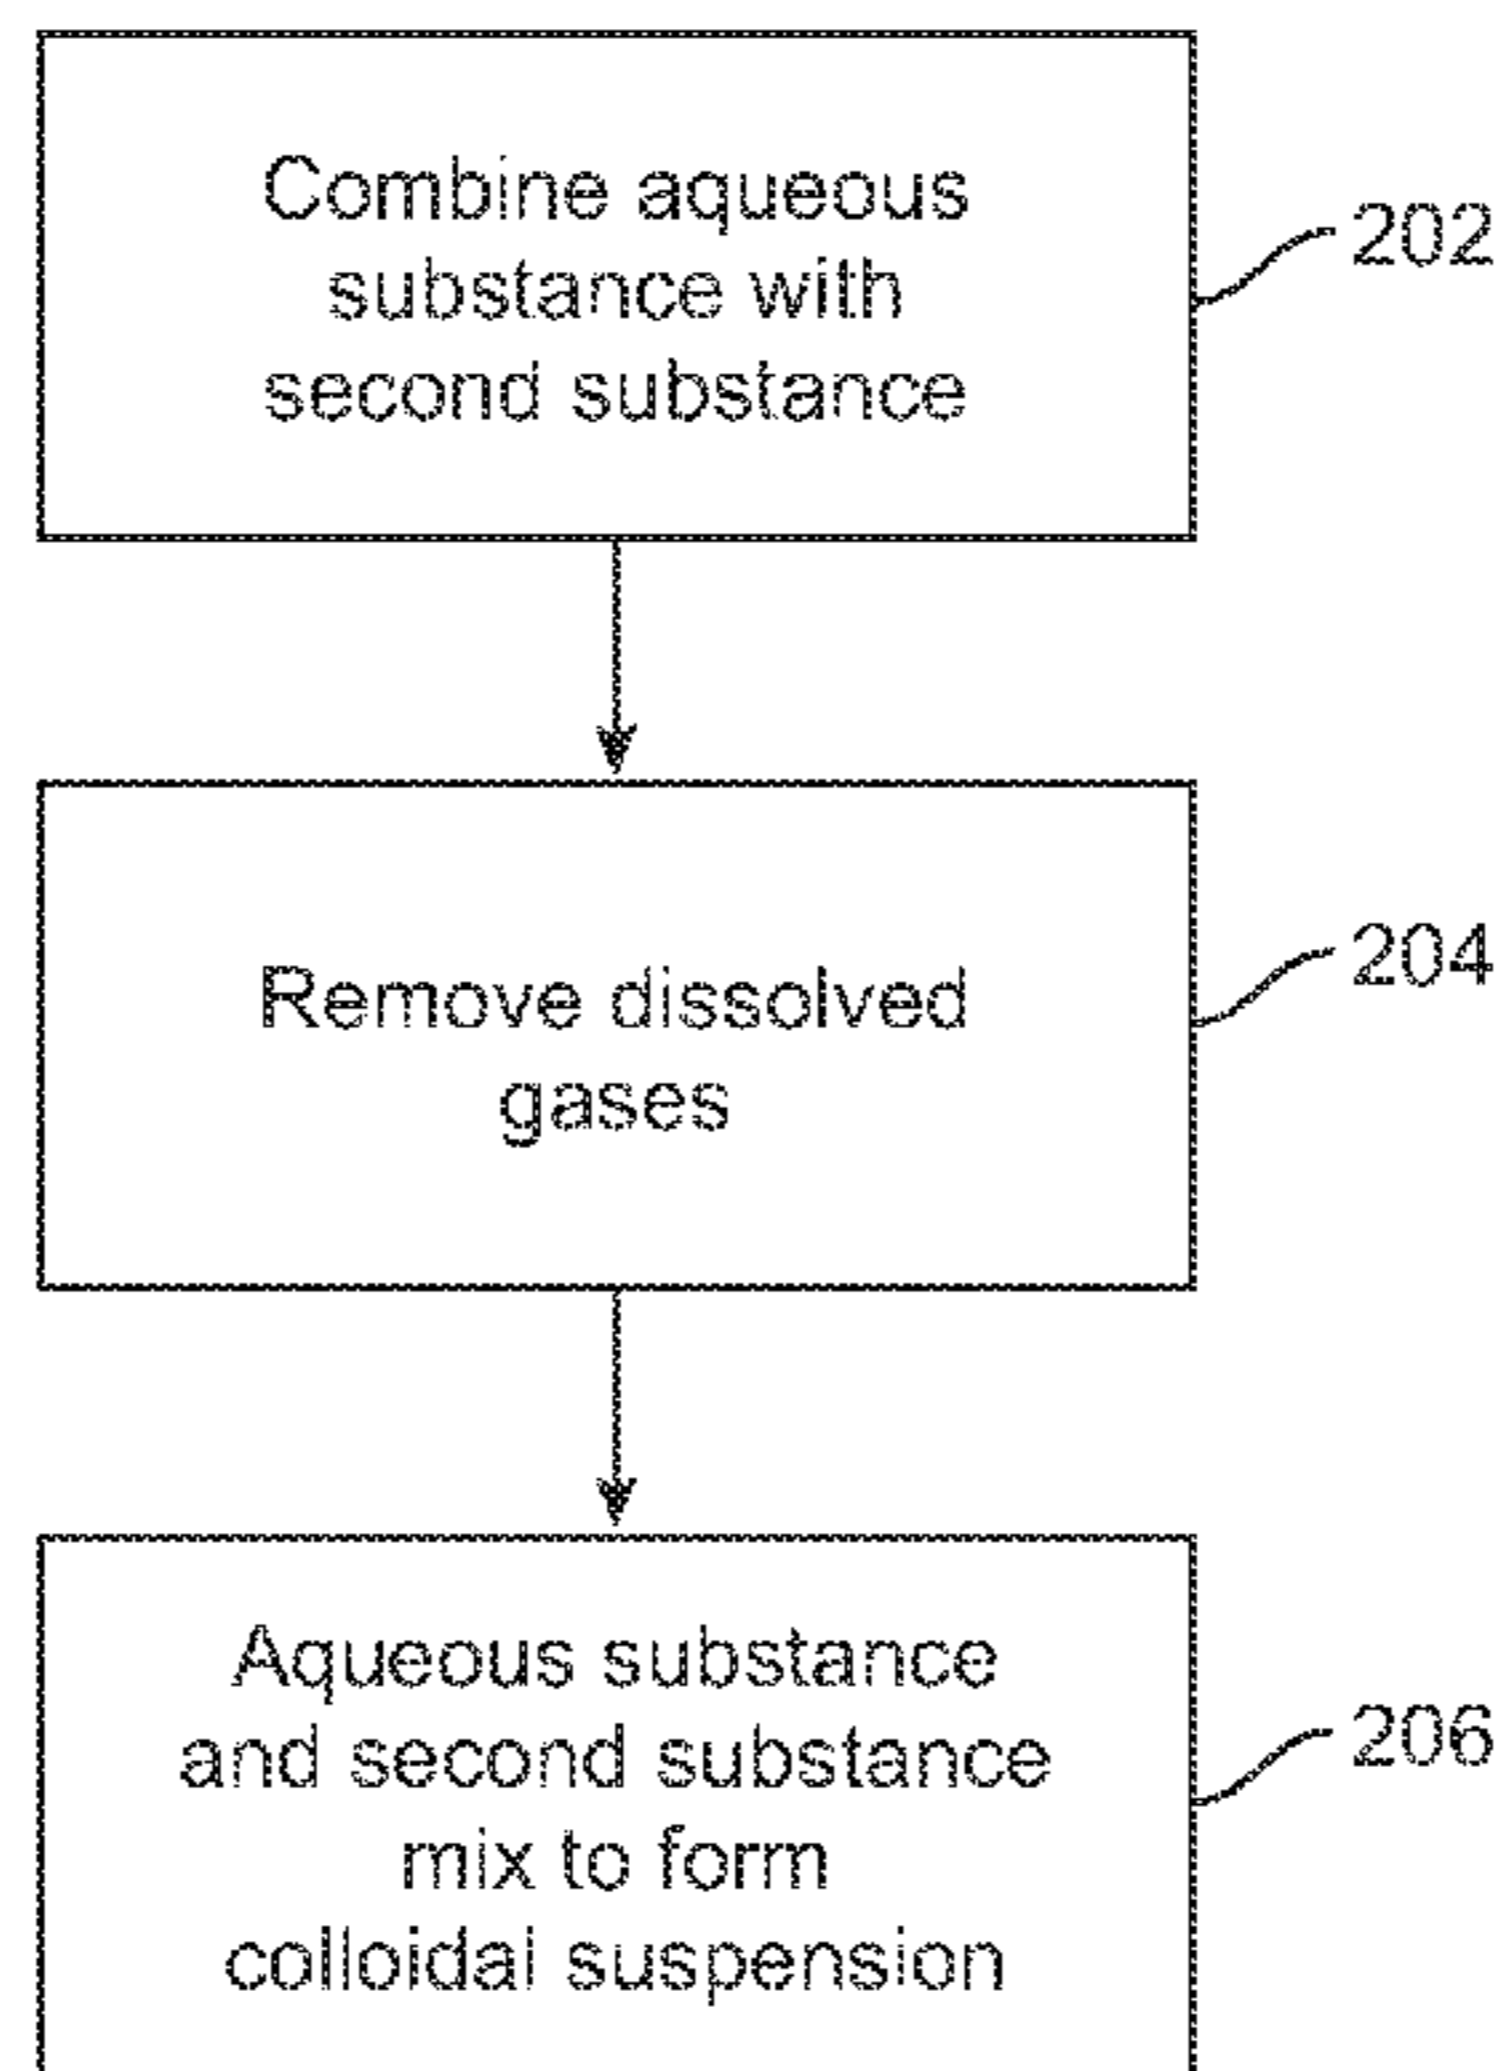 Combine aqueous
substance with
second substance
202
Remove dissolved
gases
204
Aqueous substance
and second substance
mix to form
colloidal suspension
206